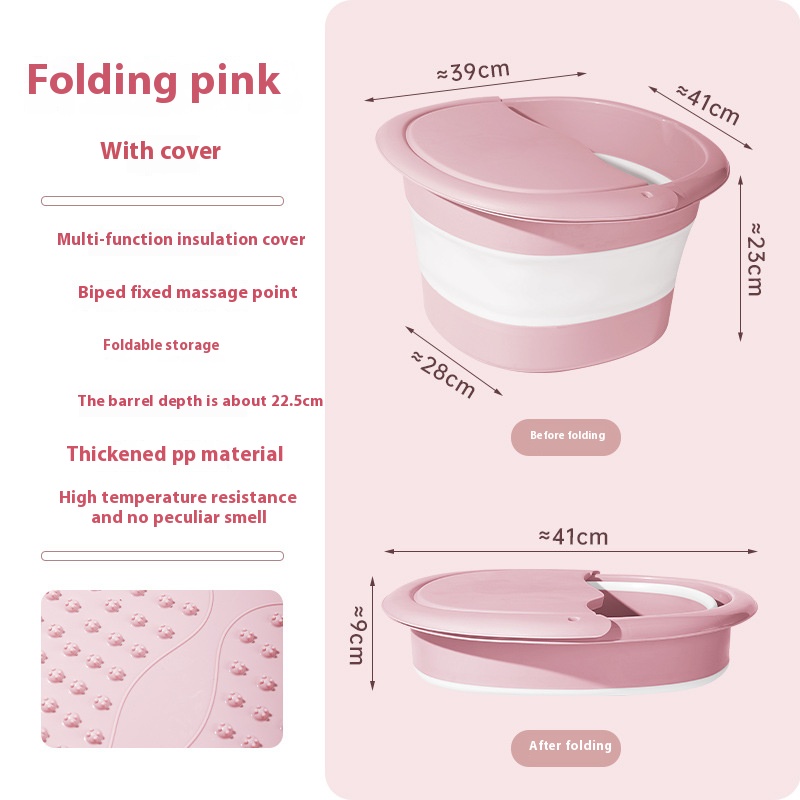 Folding pink
With cover
Multi-function insulation cover
Biped fixed massage point
Foldable storage
The barrel depth is about 22.5cm
Thickened pp material
High temperature resistance
and no peculiar smell
≈39cm
≈41cm
≈23cm
≈28cm
Before folding
≈41cm
≈9cm
After folding